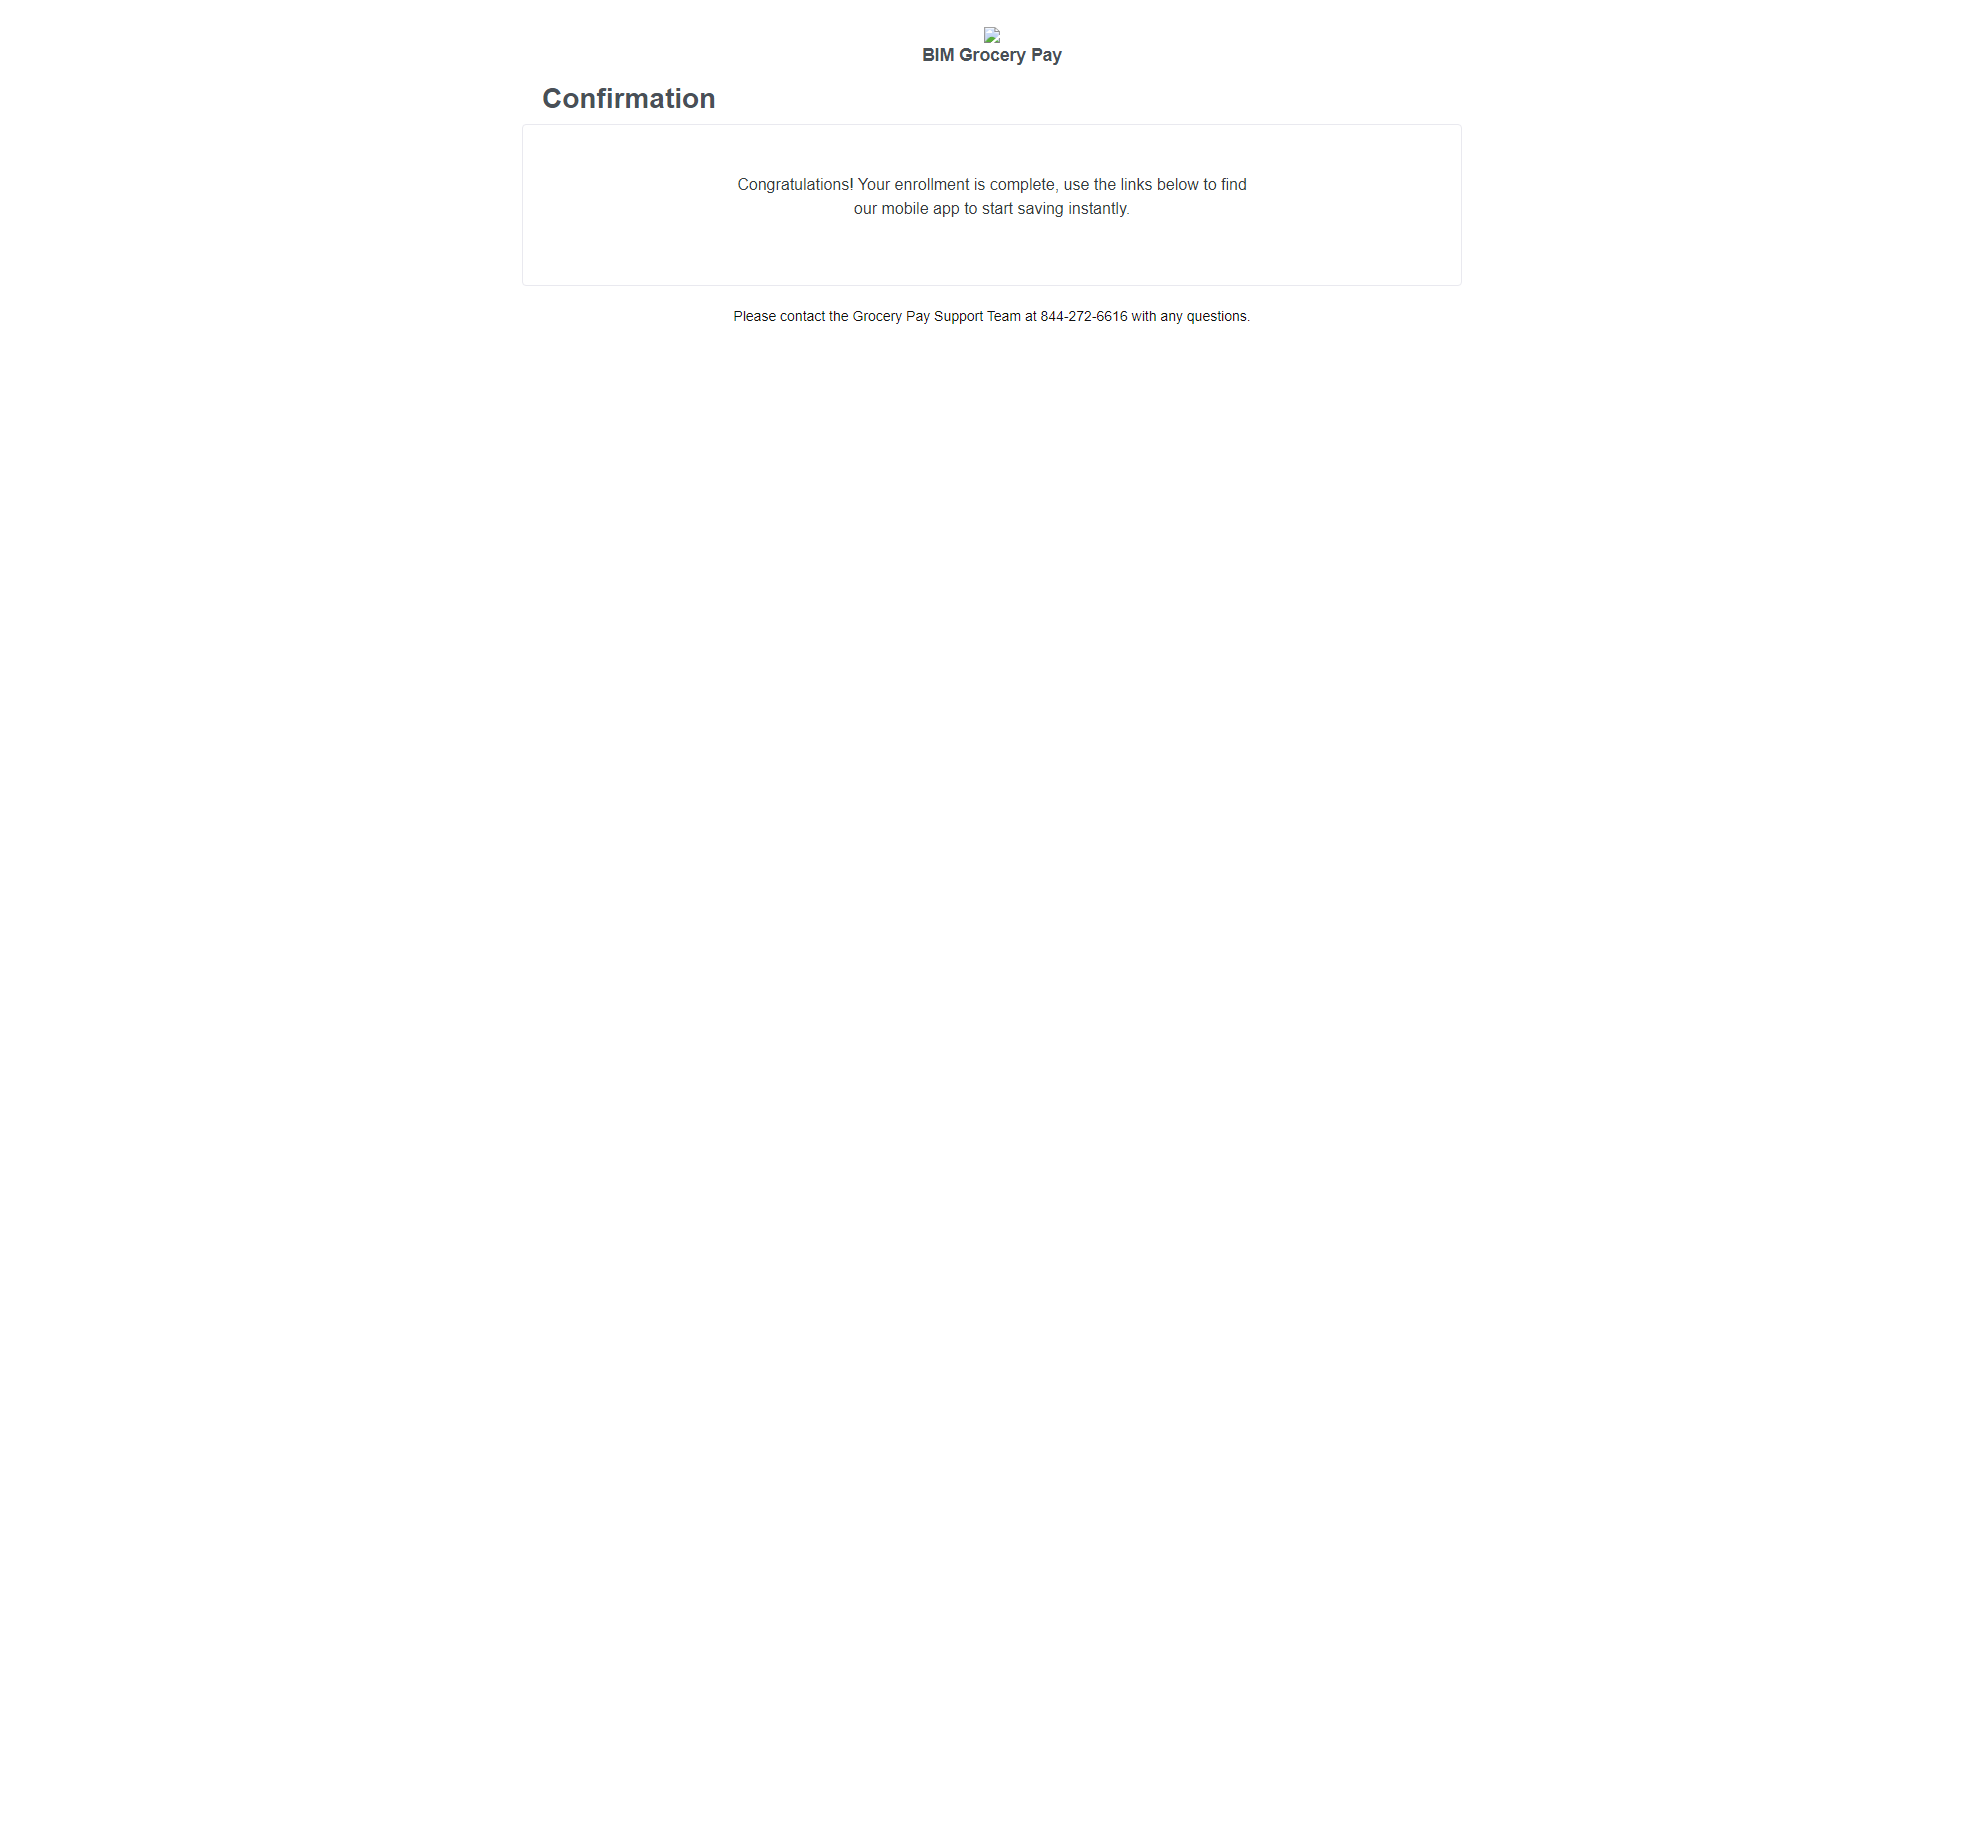 BIM Grocery Pay
Confirmation
Congratulations! Your enrollment is complete, use the links below to find
our mobile app to start saving instantly.
Please contact the Grocery Pay Support Team at 844-272-6616 with any questions.